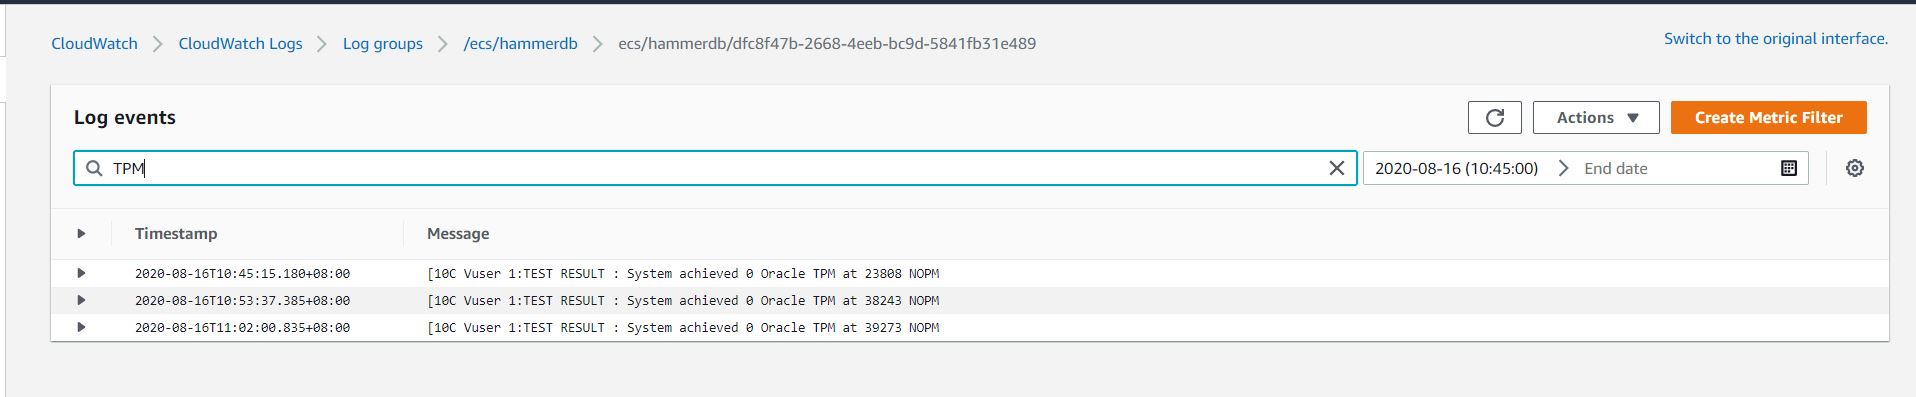 CloudWatch > CloudWatch Logs > Log groups > /ecs/hammerdb > ecs/hammerdb/dfc8f47b-2668-4eeb-bc9d-5841fb31e489
Switch to the original interface.
Log events
Actions
Create Metric Filter
TPM
2020-08-16 (10:45:00) > End date
Timestamp Message
2020-08-16T10:45:15.180+08:00 [10C Vuser 1:TEST RESULT : System achieved 0 Oracle TPM at 23808 NOPM
2020-08-16T10:53:37.385+08:00 [10C Vuser 1:TEST RESULT : System achieved 0 Oracle TPM at 38243 NOPM
2020-08-16T11:02:00.835+08:00 [10C Vuser 1:TEST RESULT : System achieved 0 Oracle TPM at 39273 NOPM